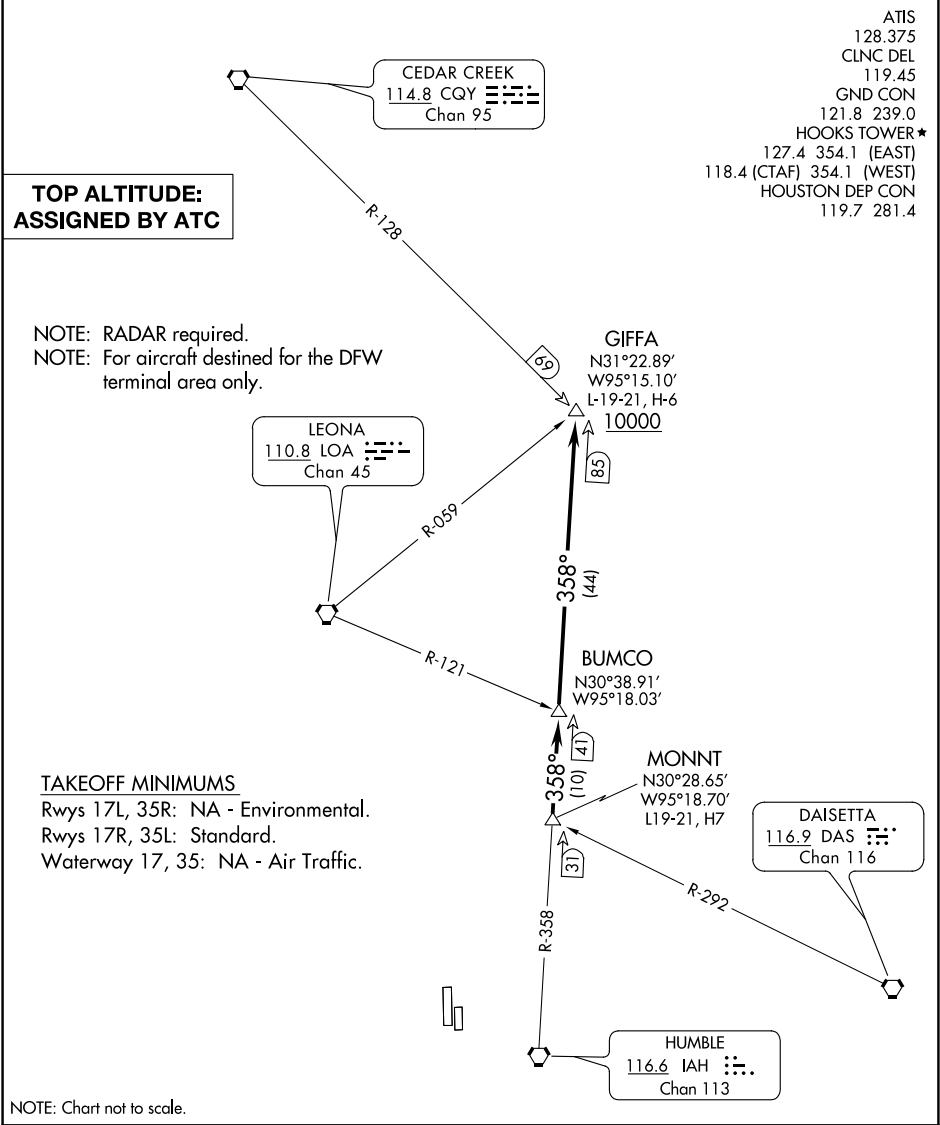 ATIS
128.375
CLNC DEL
119.45
GND CON
121.8 239.0
HOOKS TOWER★
127.4 354.1 (EAST)
118.4 (CTAF) 354.1 (WEST)
HOUSTON DEP CON
119.7 281.4
CEDAR CREEK
114.8 CQY
Chan 95
TOP ALTITUDE:
ASSIGNED BY ATC
R-128
NOTE: RADAR required.
NOTE: For aircraft destined for the DFW
terminal area only.
69
GIFFA
N31°22.89'
W95°15.10'
L-19-21, H-6
10000
85
LEONA
110.8 LOA
Chan 45
R-059
358°
(44)
R-121
BUMCO
N30°38.91'
W95°18.03'
41
358°
(10)
MONNT
N30°28.65'
W95°18.70'
L19-21, H7
31
TAKEOFF MINIMUMS
Rwys 17L, 35R: NA - Environmental.
Rwys 17R, 35L: Standard.
Waterway 17, 35: NA - Air Traffic.
DAISETTA
116.9 DAS
Chan 116
R-292
R-358
HUMBLE
116.6 IAH
Chan 113
NOTE: Chart not to scale.